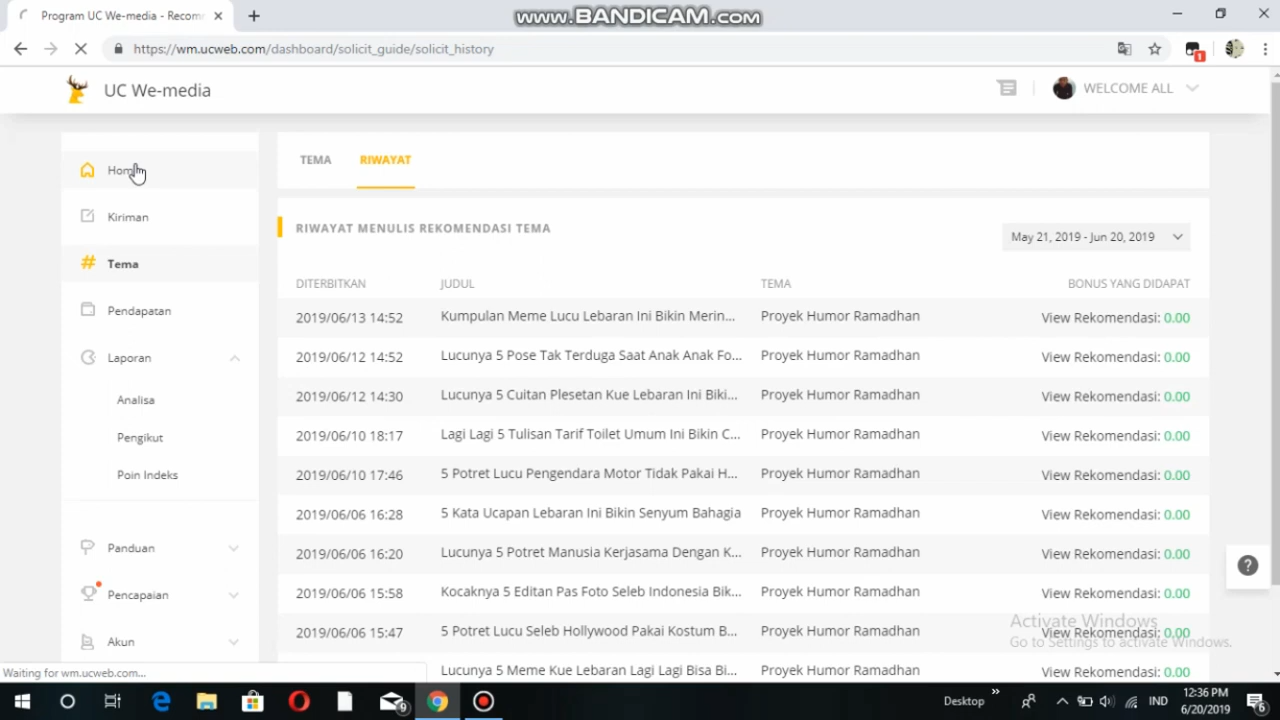 Program UC We-media - Recom
www.BANDICAM.com
https://wm.ucweb.com/dashboard/solicit_guide/solicit_history
1
UC We-media
WELCOME ALL
Home
Kiriman
# Tema
Pendapatan
Laporan
Analisa
Pengikut
Poin Indeks
Panduan
Pencapaian
Akun
TEMA RIWAYAT
RIWAYAT MENULIS REKOMENDASI TEMA
May 21, 2019 - Jun 20, 2019
DITERBITKAN JUDUL TEMA BONUS YANG DIDAPAT
2019/06/13 14:52 Kumpulan Meme Lucu Lebaran Ini Bikin Merin... Proyek Humor Ramadhan View Rekomendasi: 0.00
2019/06/12 14:52 Lucunya 5 Pose Tak Terduga Saat Anak Anak Fo... Proyek Humor Ramadhan View Rekomendasi: 0.00
2019/06/12 14:30 Lucunya 5 Cuitan Plesetan Kue Lebaran Ini Biki... Proyek Humor Ramadhan View Rekomendasi: 0.00
2019/06/10 18:17 Lagi Lagi 5 Tulisan Tarif Toilet Umum Ini Bikin C... Proyek Humor Ramadhan View Rekomendasi: 0.00
2019/06/10 17:46 5 Potret Lucu Pengendara Motor Tidak Pakai H... Proyek Humor Ramadhan View Rekomendasi: 0.00
2019/06/06 16:28 5 Kata Ucapan Lebaran Ini Bikin Senyum Bahagia Proyek Humor Ramadhan View Rekomendasi: 0.00
2019/06/06 16:20 Lucunya 5 Potret Manusia Kerjasama Dengan K... Proyek Humor Ramadhan View Rekomendasi: 0.00
2019/06/06 15:58 Kocaknya 5 Editan Pas Foto Seleb Indonesia Bik... Proyek Humor Ramadhan View Rekomendasi: 0.00
2019/06/06 15:47 5 Potret Lucu Seleb Hollywood Pakai Kostum B... Proyek Humor Ramadhan View Rekomendasi: 0.00
Lucunya 5 Meme Kue Lebaran Lagi Lagi Bisa Bi... Proyek Humor Ramadhan View Rekomendasi: 0.00
?
Activate Windows
Go to Settings to activate Windows.
Waiting for wm.ucweb.com...
9
Desktop
IND
12:36 PM
6/20/2019
6